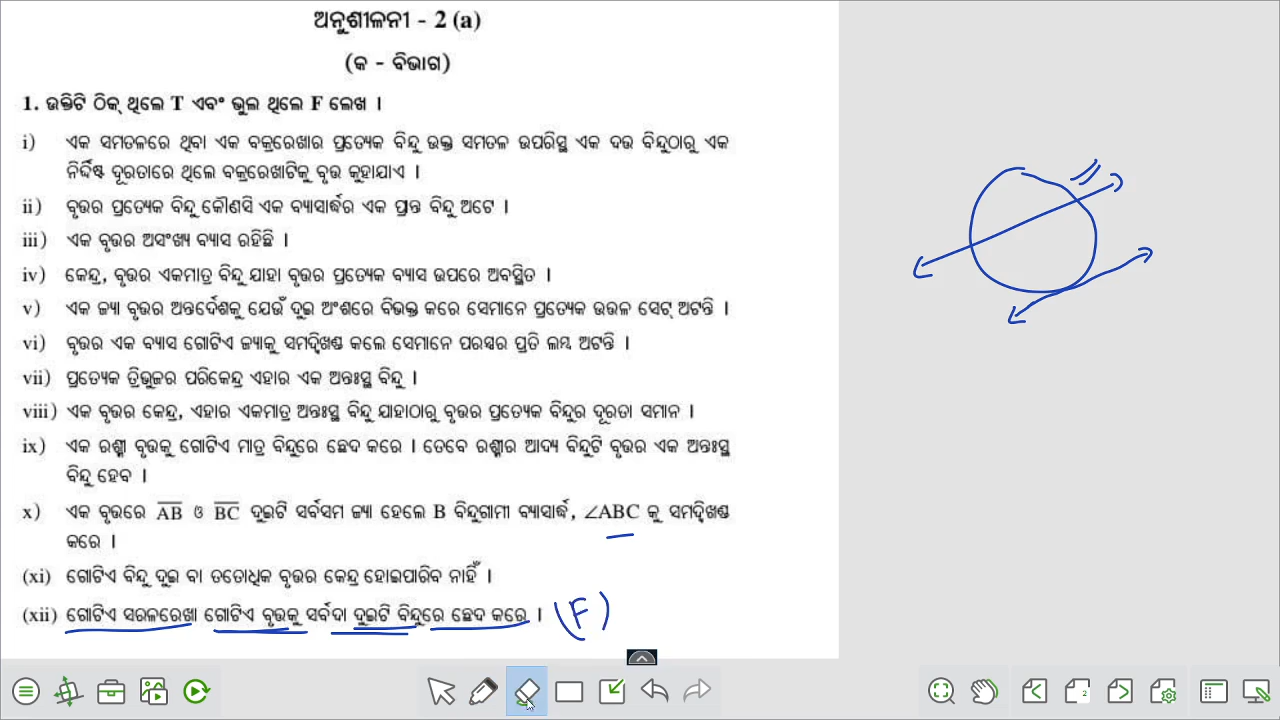 ଅନୁଶୀଳନୀ - 2 (a)
(କ - ବିଭାଗ)
1. ଉକ୍ତିଟି ଠିକ୍ ଥିଲେ T ଏବଂ ଭୁଲ ଥିଲେ F ଲେଖ ।
i) ଏକ ସମତଳରେ ଥିବା ଏକ ବକ୍ରରେଖାର ପ୍ରତ୍ୟେକ ବିନ୍ଦୁ ଉକ୍ତ ସମତଳ ଉପରିସ୍ଥ ଏକ ଦତ୍ତ ବିନ୍ଦୁଠାରୁ ଏକ
ନିର୍ଦ୍ଦିଷ୍ଟ ଦୂରତାରେ ଥିଲେ ବକ୍ରରେଖାଟିକୁ ବୃତ୍ତ କୁହାଯାଏ ।
ii) ବୃତ୍ତର ପ୍ରତ୍ୟେକ ବିନ୍ଦୁ କୌଣସି ଏକ ବ୍ୟାସାର୍ଦ୍ଧର ଏକ ପ୍ରାନ୍ତ ବିନ୍ଦୁ ଅଟେ ।
iii) ଏକ ବୃତ୍ତର ଅସଂଖ୍ୟ ବ୍ୟାସ ରହିଛି ।
iv) କେନ୍ଦ୍ର, ବୃତ୍ତର ଏକମାତ୍ର ବିନ୍ଦୁ ଯାହା ବୃତ୍ତର ପ୍ରତ୍ୟେକ ବ୍ୟାସ ଉପରେ ଅବସ୍ଥିତ ।
v) ଏକ ଜ୍ୟା ବୃତ୍ତର ଅନ୍ତର୍ଦେଶକୁ ଯେଉଁ ଦୁଇ ଅଂଶରେ ବିଭକ୍ତ କରେ ସେମାନେ ପ୍ରତ୍ୟେକ ଉତ୍ତଳ ସେଟ୍ ଅଟନ୍ତି ।
vi) ବୃତ୍ତର ଏକ ବ୍ୟାସ ଗୋଟିଏ ଜ୍ୟାକୁ ସମଦ୍ୱିଖଣ୍ଡ କଲେ ସେମାନେ ପରସ୍ପର ପ୍ରତି ଲମ୍ବ ଅଟନ୍ତି ।
vii) ପ୍ରତ୍ୟେକ ତ୍ରିଭୁଜର ପରିକେନ୍ଦ୍ର ଏହାର ଏକ ଅନ୍ତଃସ୍ଥ ବିନ୍ଦୁ ।
viii) ଏକ ବୃତ୍ତର କେନ୍ଦ୍ର, ଏହାର ଏକମାତ୍ର ଅନ୍ତଃସ୍ଥ ବିନ୍ଦୁ ଯାହାଠାରୁ ବୃତ୍ତର ପ୍ରତ୍ୟେକ ବିନ୍ଦୁର ଦୂରତା ସମାନ ।
ix) ଏକ ରଶ୍ମୀ ବୃତ୍ତକୁ ଗୋଟିଏ ମାତ୍ର ବିନ୍ଦୁରେ ଛେଦ କରେ । ତେବେ ରଶ୍ମୀର ଆଦ୍ୟ ବିନ୍ଦୁଟି ବୃତ୍ତର ଏକ ଅନ୍ତଃସ୍ଥ
ବିନ୍ଦୁ ହେବ ।
x) ଏକ ବୃତ୍ତରେ A̅B̅ ଓ B̅C̅ ଦୁଇଟି ସର୍ବସମ ଜ୍ୟା ହେଲେ B ବିନ୍ଦୁଗାମୀ ବ୍ୟାସାର୍ଦ୍ଧ, ∠ABC କୁ ସମଦ୍ୱିଖଣ୍ଡ
କରେ ।
(xi) ଗୋଟିଏ ବିନ୍ଦୁ ଦୁଇ ବା ତତୋଧିକ ବୃତ୍ତର କେନ୍ଦ୍ର ହୋଇପାରିବ ନାହିଁ ।
(xii) ଗୋଟିଏ ସରଳରେଖା ଗୋଟିଏ ବୃତ୍ତକୁ ସର୍ବଦା ଦୁଇଟି ବିନ୍ଦୁରେ ଛେଦ କରେ । (F)
2